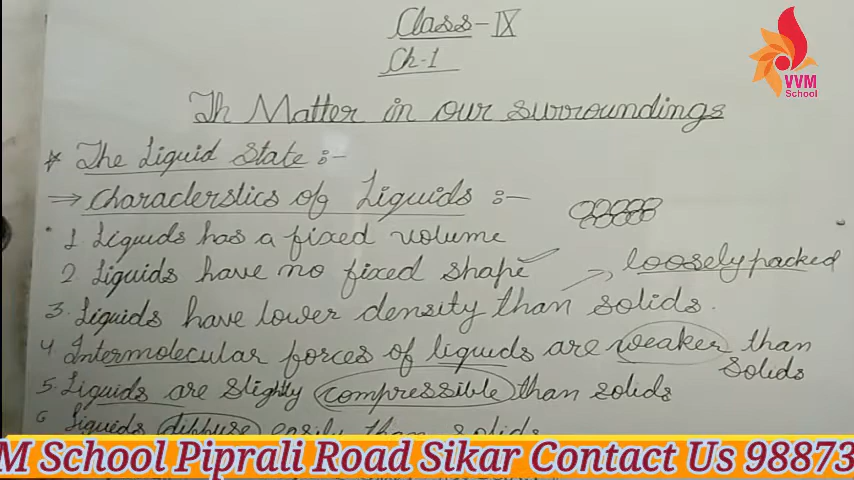 Class-IX
Ch-1
VVM
School
Th Matter in our surroundings
* The Liquid State :-
⇒ Characterstics of Liquids :-
1. Liquids has a fixed volume
2. Liquids have no fixed shape
→ loosely packed
3. Liquids have lower density than solids.
4 Intermolecular forces of liquids are weaker than
solids
5. Liquids are slightly compressible than solids
6 Liquids diffuse easily than solids
M School Piprali Road Sikar Contact Us 98873